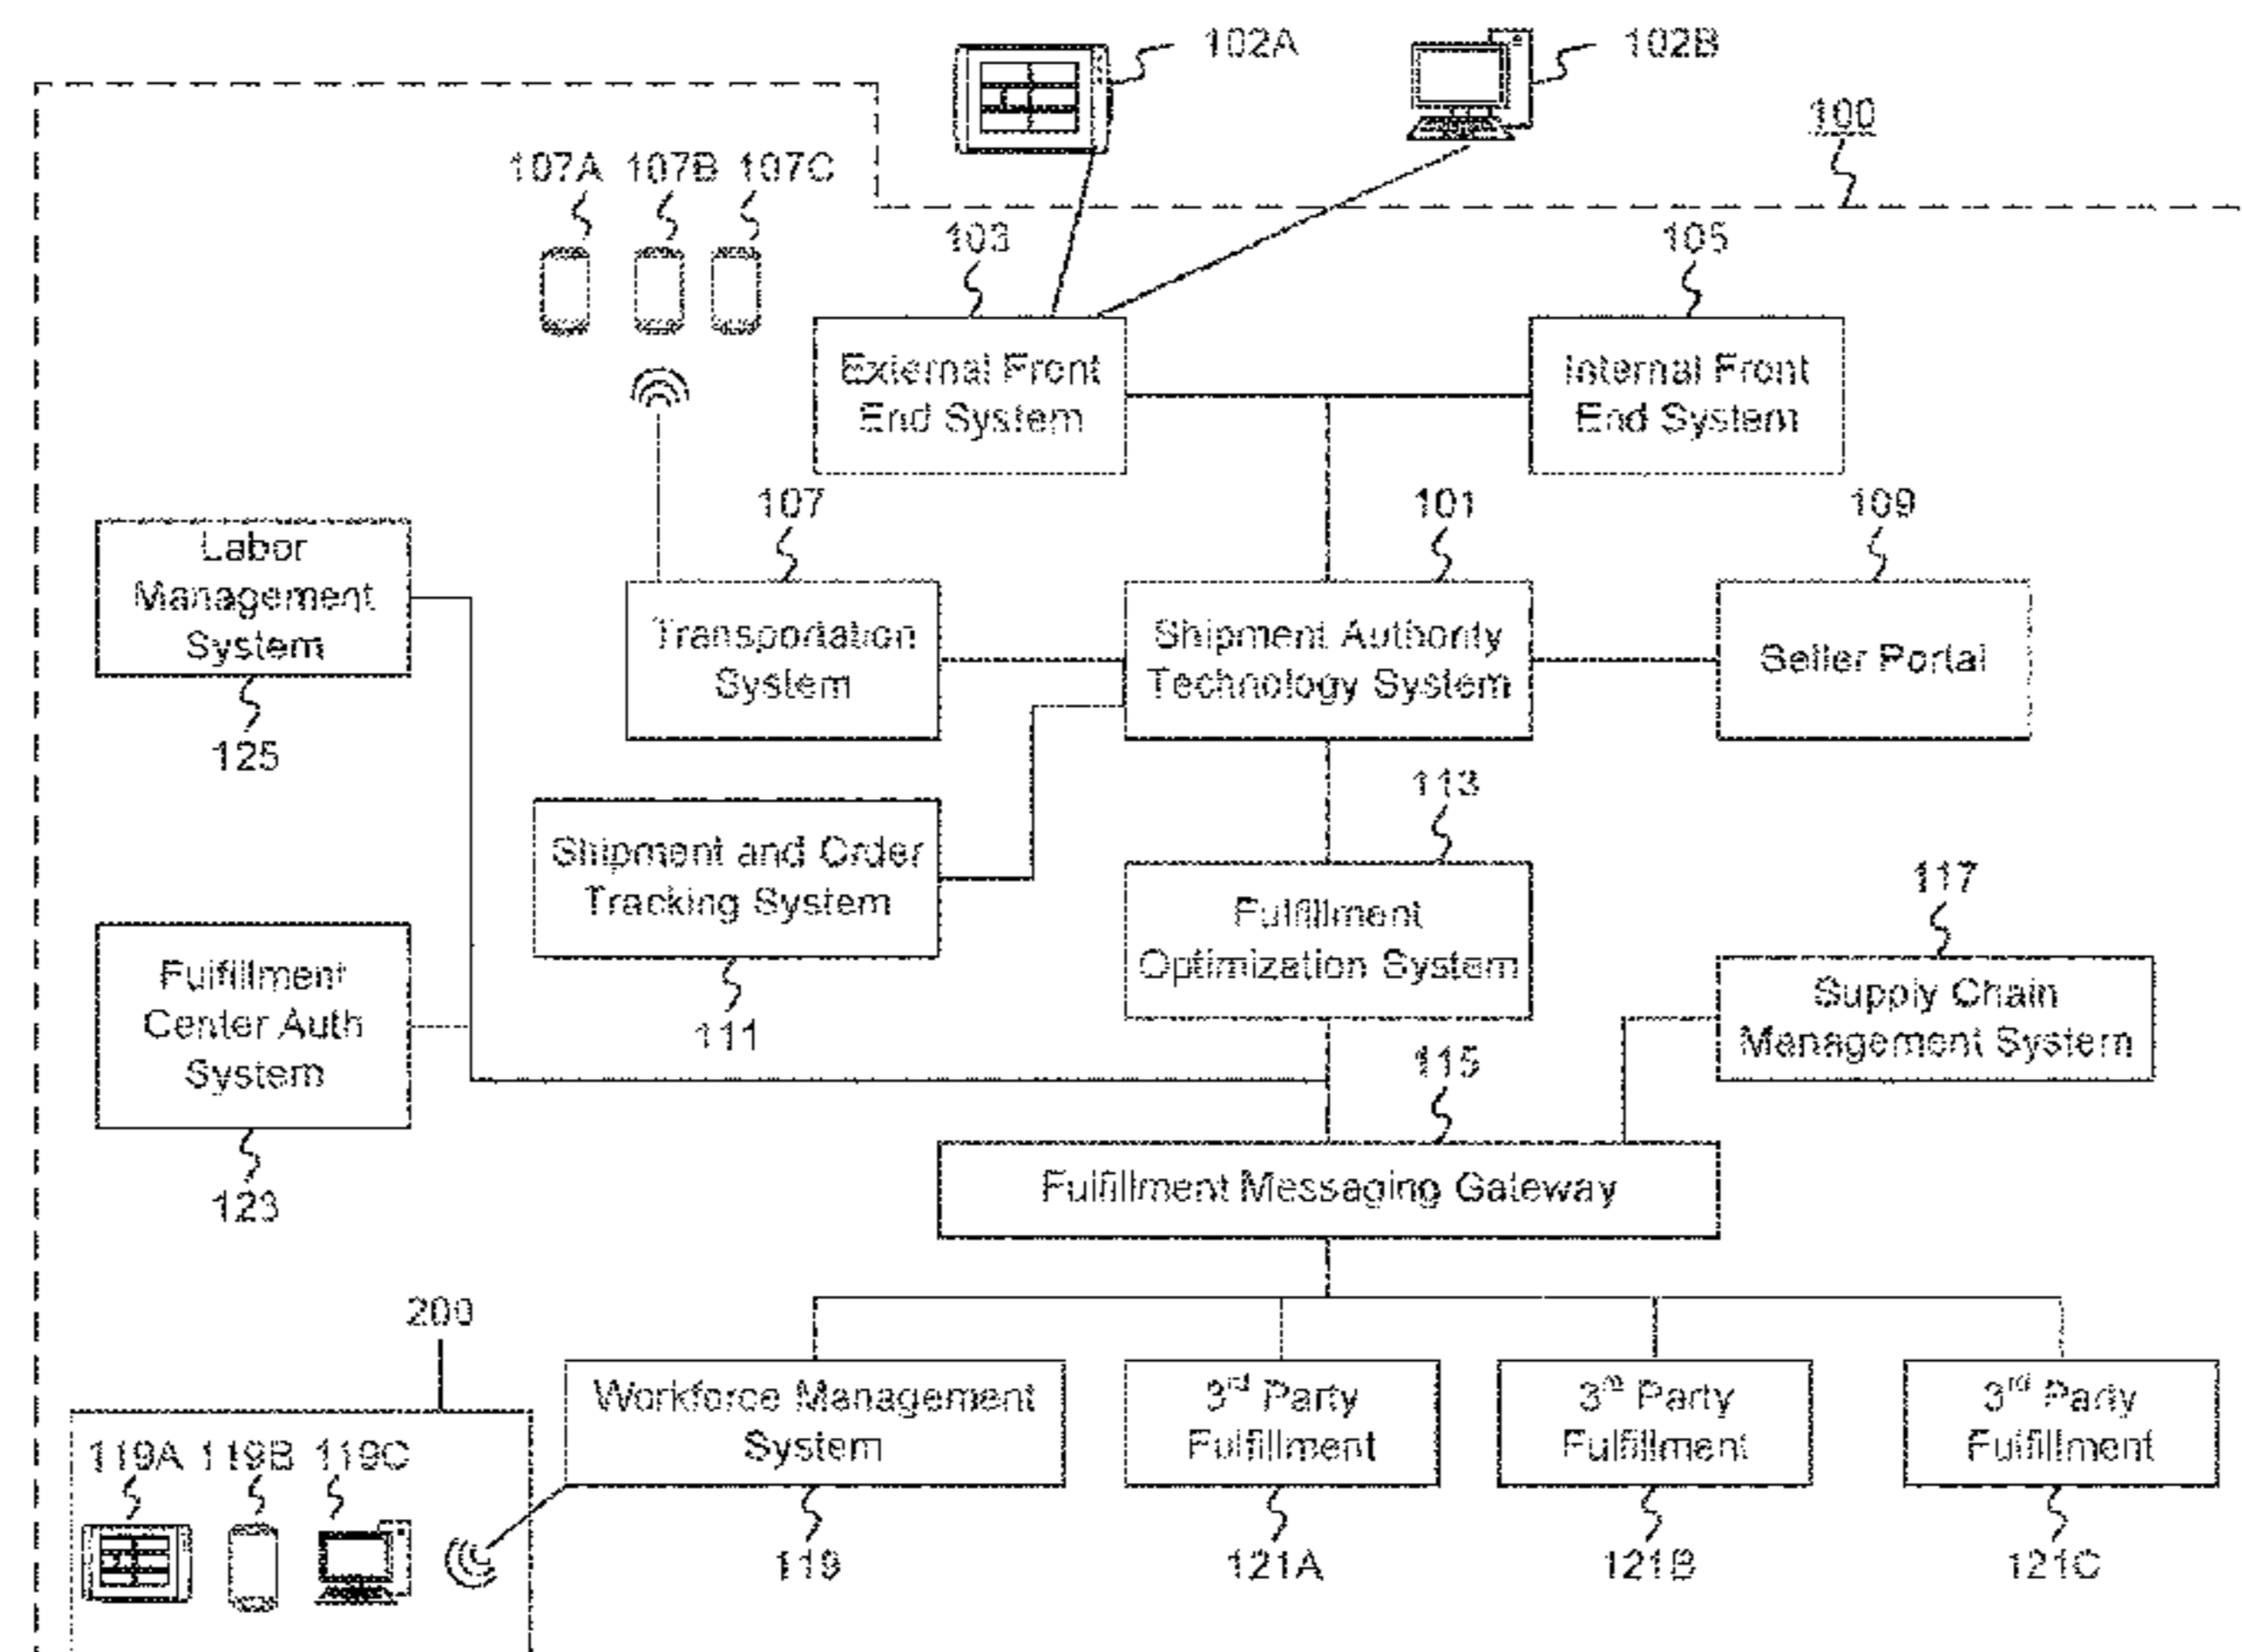 102A
102B
100
107A 107B 107C
103
105
External Front
End System
Internal Front
End System
107
101
109
Labor
Management
System
Transportation
System
Shipment Authority
Technology System
Seller Portal
125
113
Shipment and Order
Tracking System
117
Fulfillment
Optimization System
Fulfillment
Center Auth
System
Supply Chain
Management System
111
115
123
Fulfillment Messaging Gateway
200
Workforce Management
System
3rd Party
Fulfillment
3rd Party
Fulfillment
3rd Party
Fulfillment
119A 119B 119C
119
121A
121B
121C